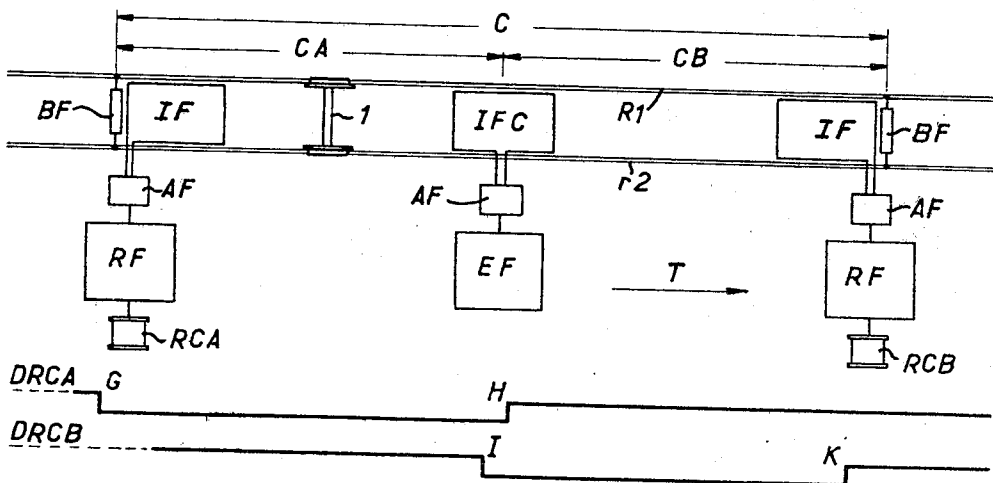 C
CA CB
BF IF 1 IFC R1 IF BF
r2
AF AF AF
RF EF T RF
RCA RCB
DRCA G H
DRCB I K